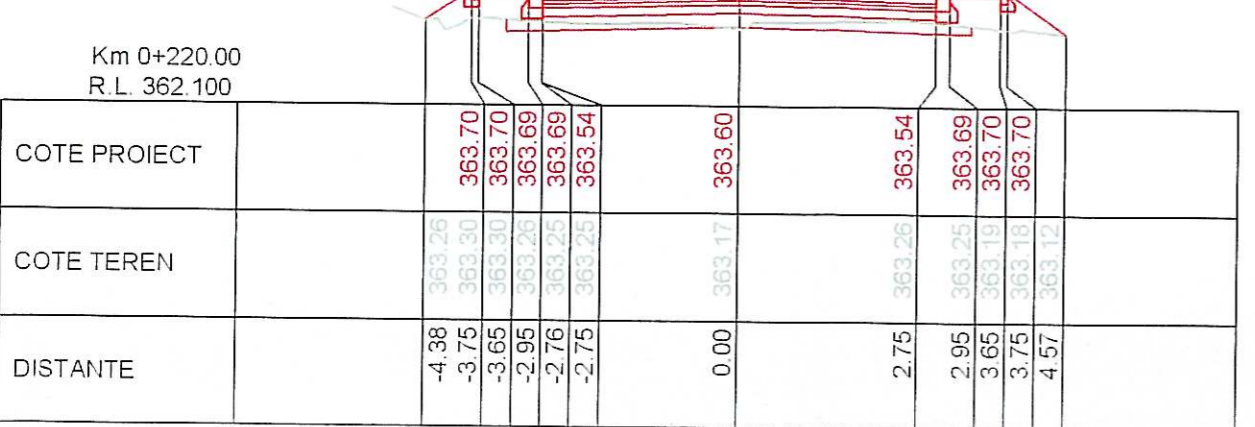 Km 0+220.00
R.L. 362.100
COTE PROIECT 363.70 363.70 363.69 363.69 363.54 363.60 363.54 363.69 363.70 363.70
COTE TEREN 363.26 363.30 363.30 363.26 363.25 363.25 363.17 363.26 363.25 363.19 363.18 363.12
DISTANTE -4.38 -3.75 -3.65 -2.95 -2.76 -2.75 0.00 2.75 2.95 3.65 3.75 4.57